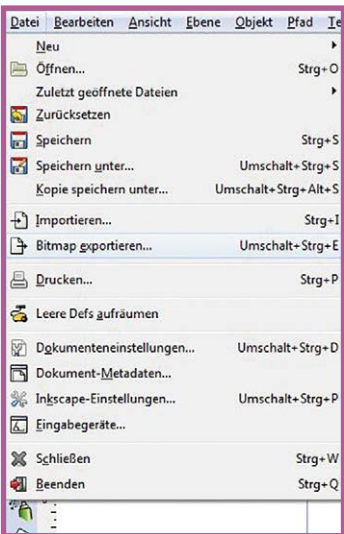 Datei Bearbeiten Ansicht Ebene Objekt Pfad
Neu
Öffnen... Strg+O
Zuletzt geöffnete Dateien
Zurücksetzen
Speichern Strg+S
Speichern unter... Umschalt+Strg+S
Kopie speichern unter... Umschalt+Strg+Alt+S
Importieren... Strg+I
Bitmap exportieren... Umschalt+Strg+E
Drucken... Strg+P
Leere Defs aufräumen
Dokumenteneinstellungen... Umschalt+Strg+D
Dokument-Metadaten...
Inkscape-Einstellungen... Umschalt+Strg+P
Eingabegeräte...
Schließen Strg+W
Beenden Strg+Q